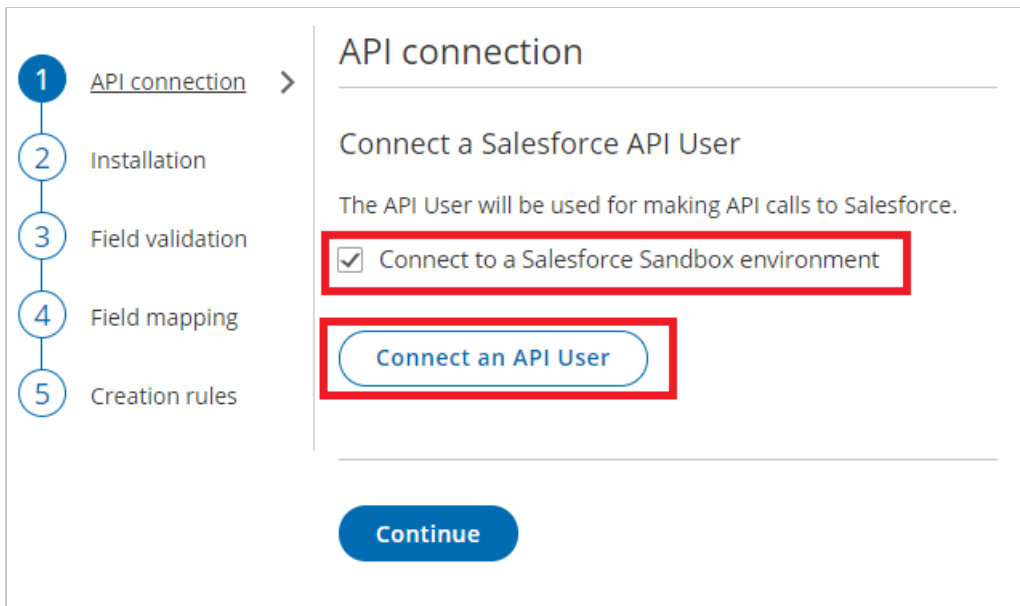 1 API connection
2 Installation
3 Field validation
4 Field mapping
5 Creation rules
API connection
Connect a Salesforce API User
The API User will be used for making API calls to Salesforce.
Connect to a Salesforce Sandbox environment
Connect an API User
Continue